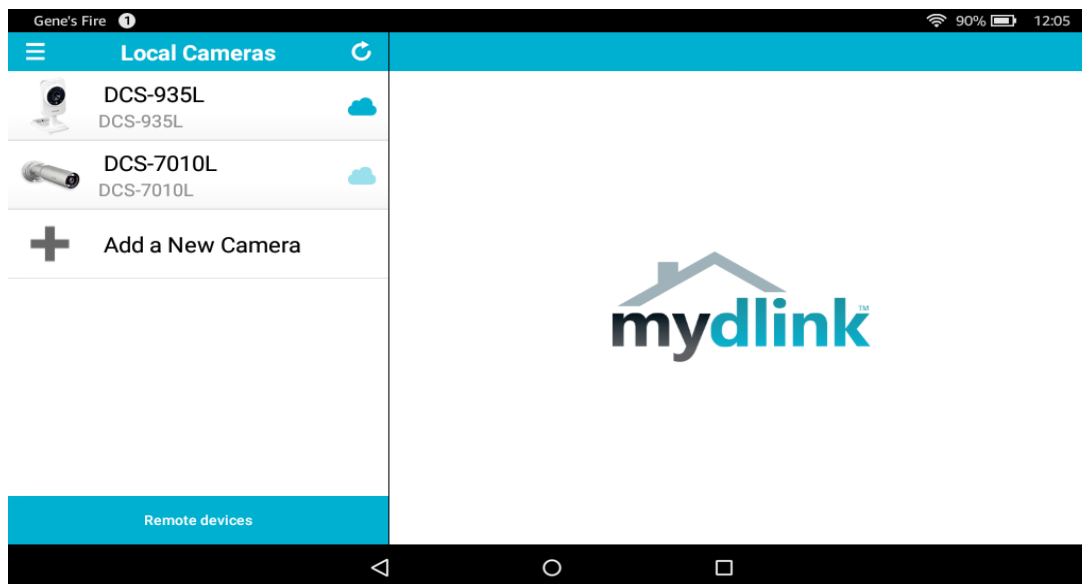 Gene's Fire 1 90% 12:05
Local Cameras
DCS-935L
DCS-935L
DCS-7010L
DCS-7010L
Add a New Camera
mydlink™
Remote devices